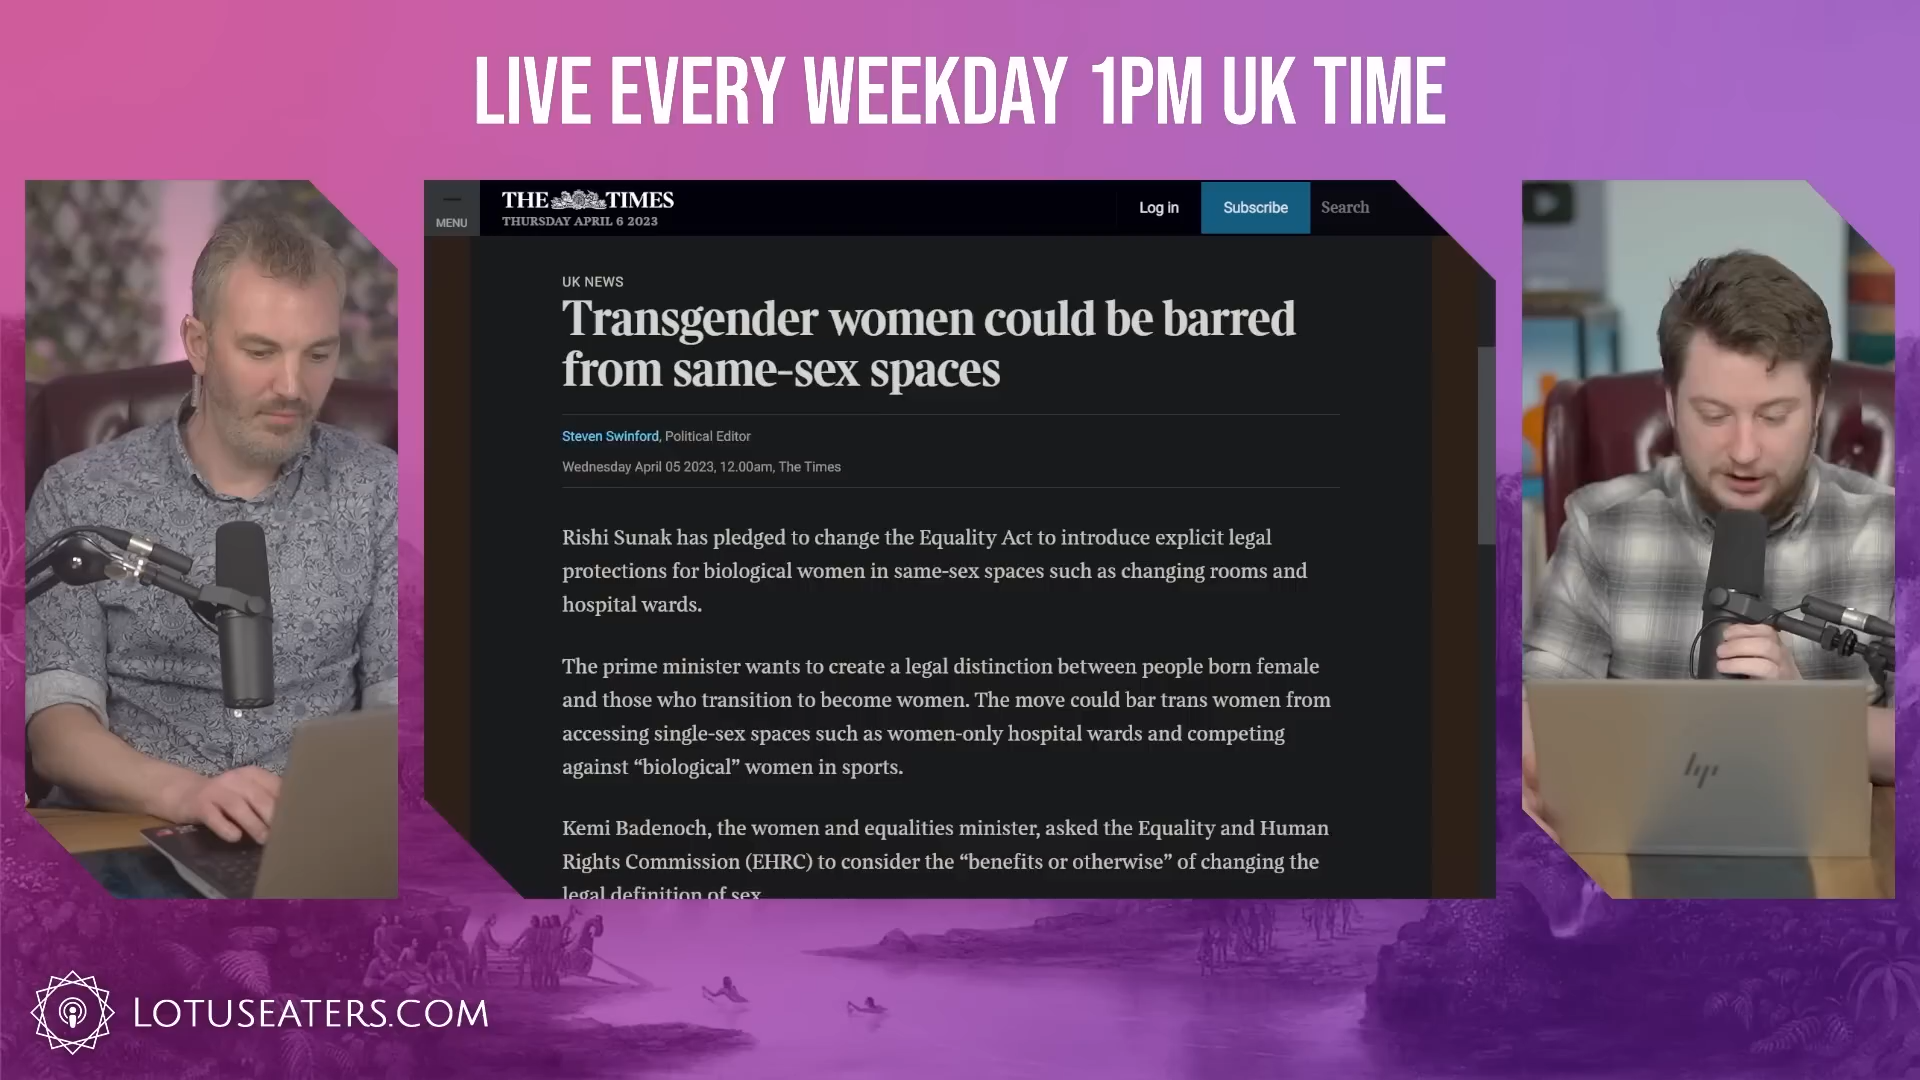 LIVE EVERY WEEKDAY 1PM UK TIME
MENU
THE TIMES
THURSDAY APRIL 6 2023
Log in
Subscribe
Search
UK NEWS
Transgender women could be barred
from same-sex spaces
Steven Swinford, Political Editor
Wednesday April 05 2023, 12.00am, The Times
Rishi Sunak has pledged to change the Equality Act to introduce explicit legal
protections for biological women in same-sex spaces such as changing rooms and
hospital wards.
The prime minister wants to create a legal distinction between people born female
and those who transition to become women. The move could bar trans women from
accessing single-sex spaces such as women-only hospital wards and competing
against “biological” women in sports.
Kemi Badenoch, the women and equalities minister, asked the Equality and Human
Rights Commission (EHRC) to consider the “benefits or otherwise” of changing the
legal definition of sex
hp
LOTUSEATERS.COM